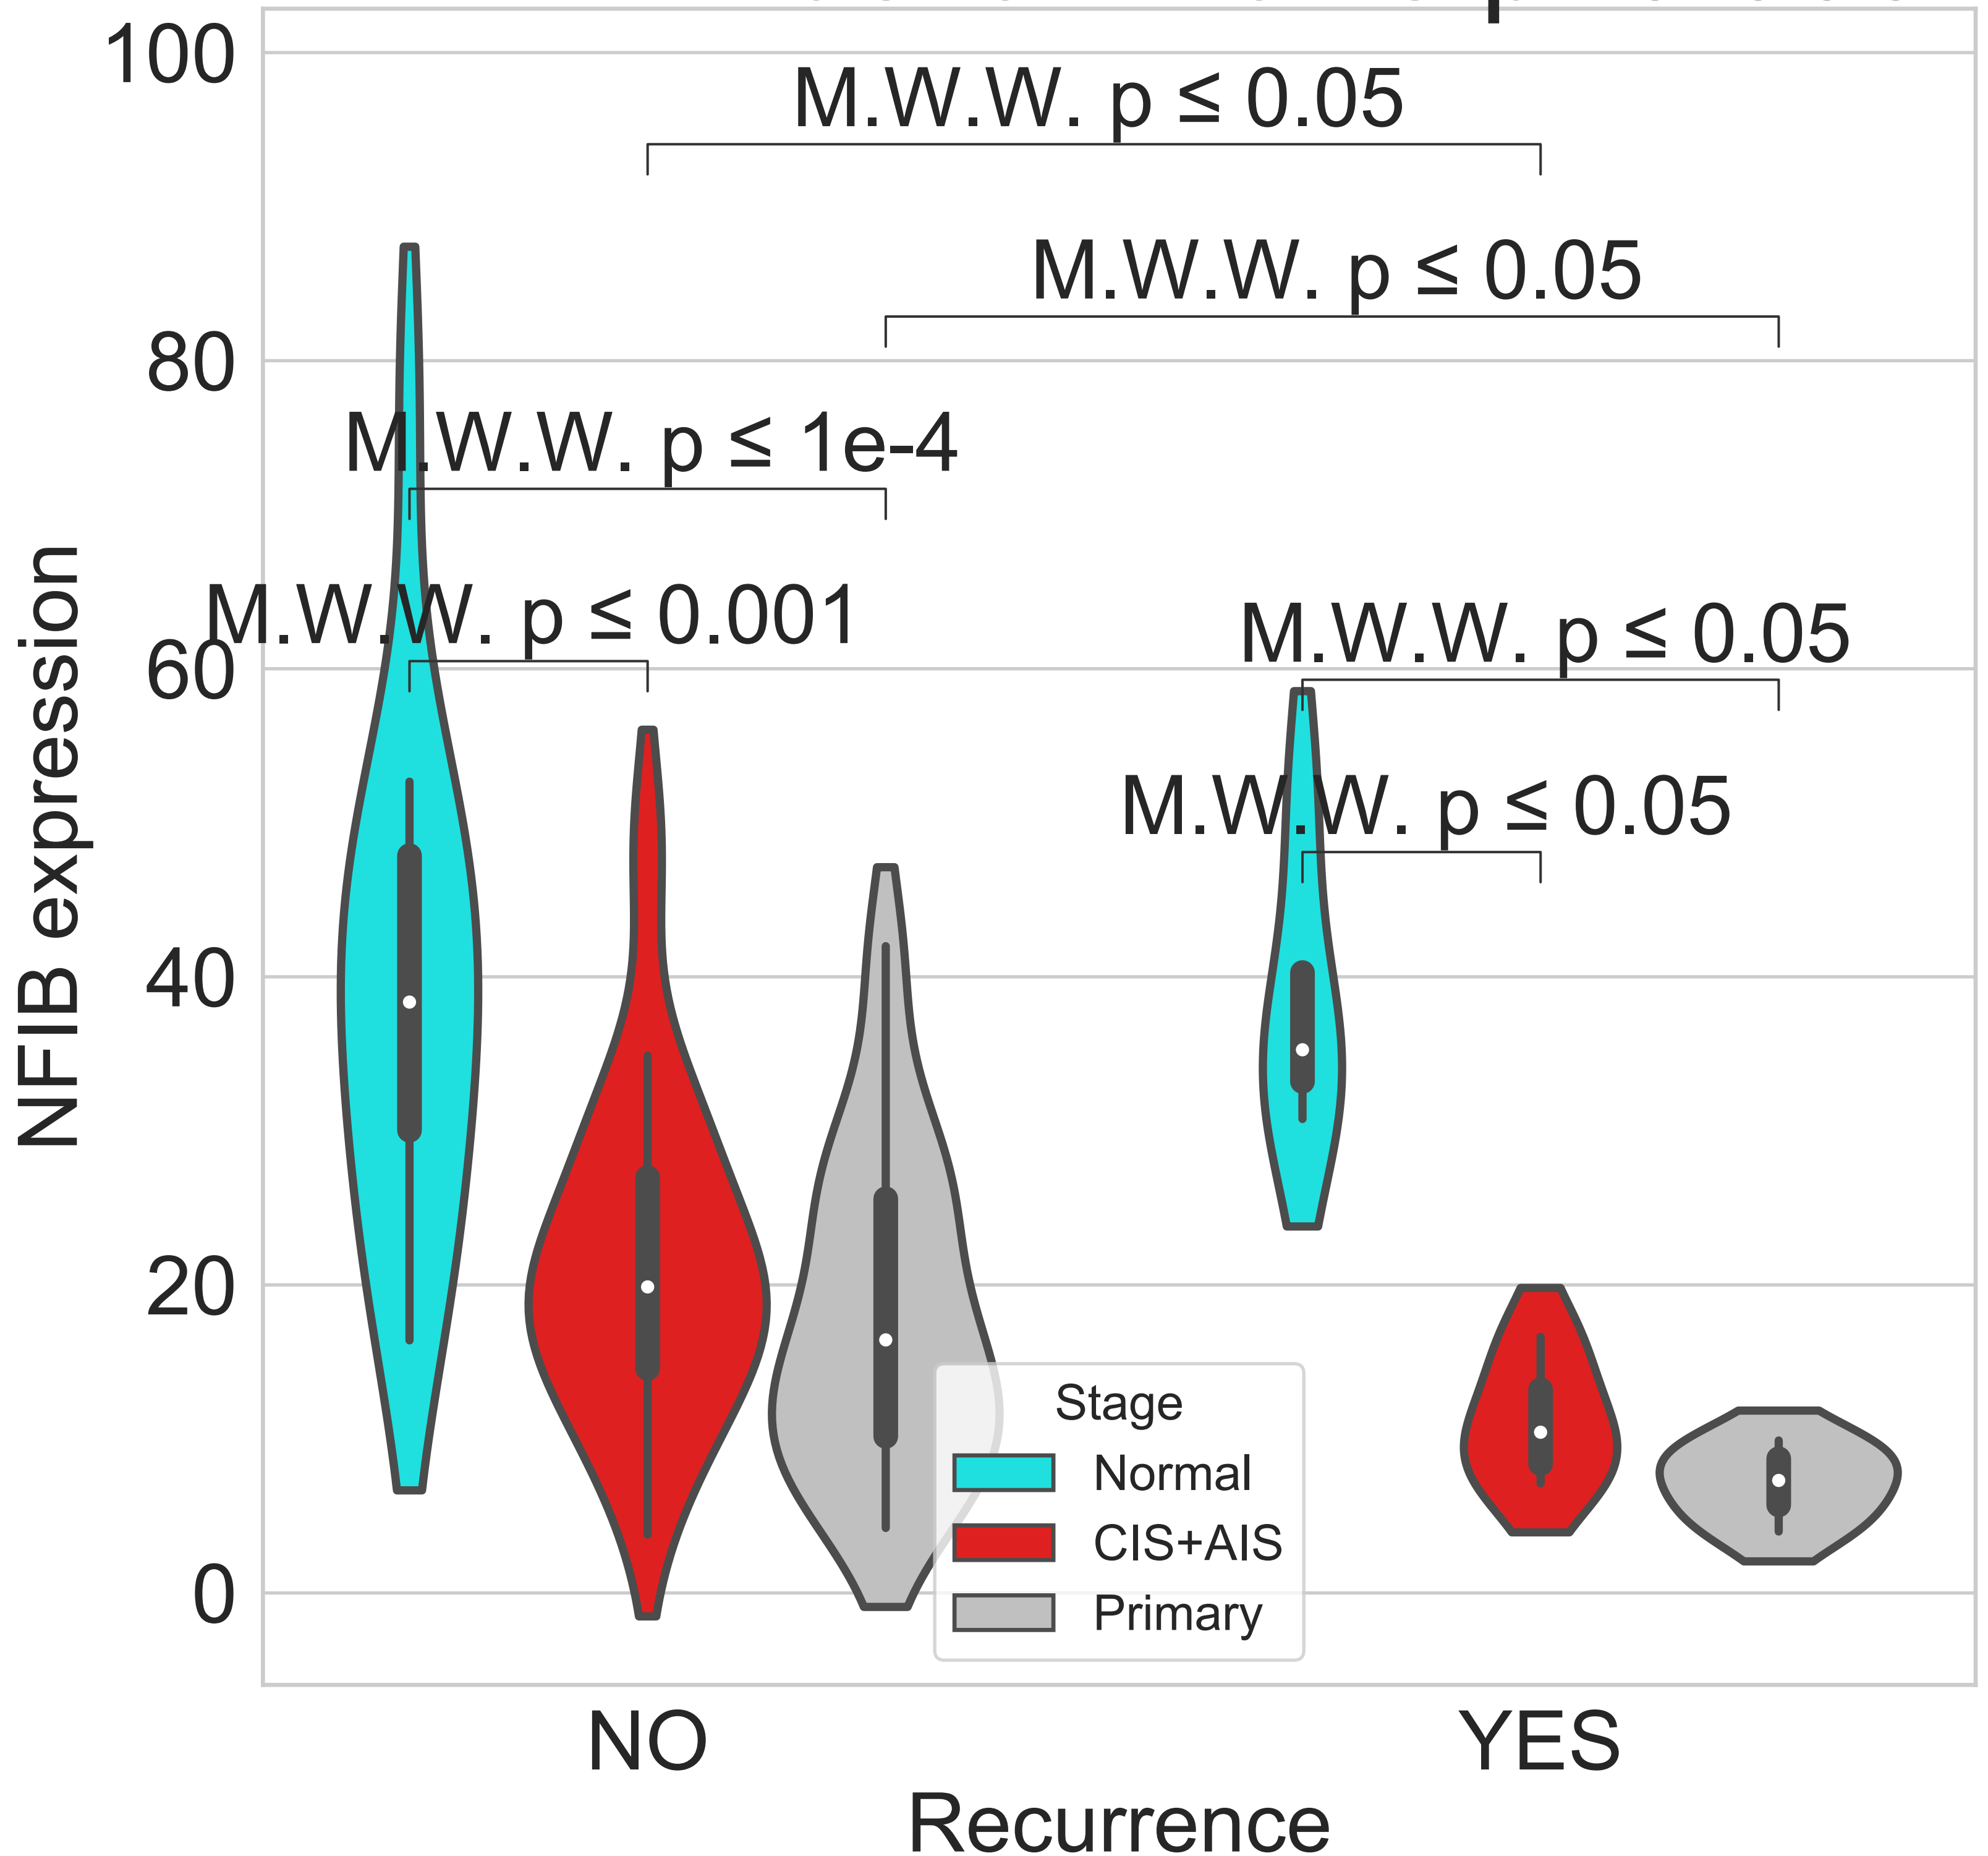 100
M.W.W. p ≤ 0.05
M.W.W. p ≤ 0.05
80
M.W.W. p ≤ 1e-4
M.W.W. p ≤ 0.001
M.W.W. p ≤ 0.05
60
M.W.W. p ≤ 0.05
NFIB expression
40
20
0
Stage
Normal
CIS+AIS
Primary
NO
YES
Recurrence